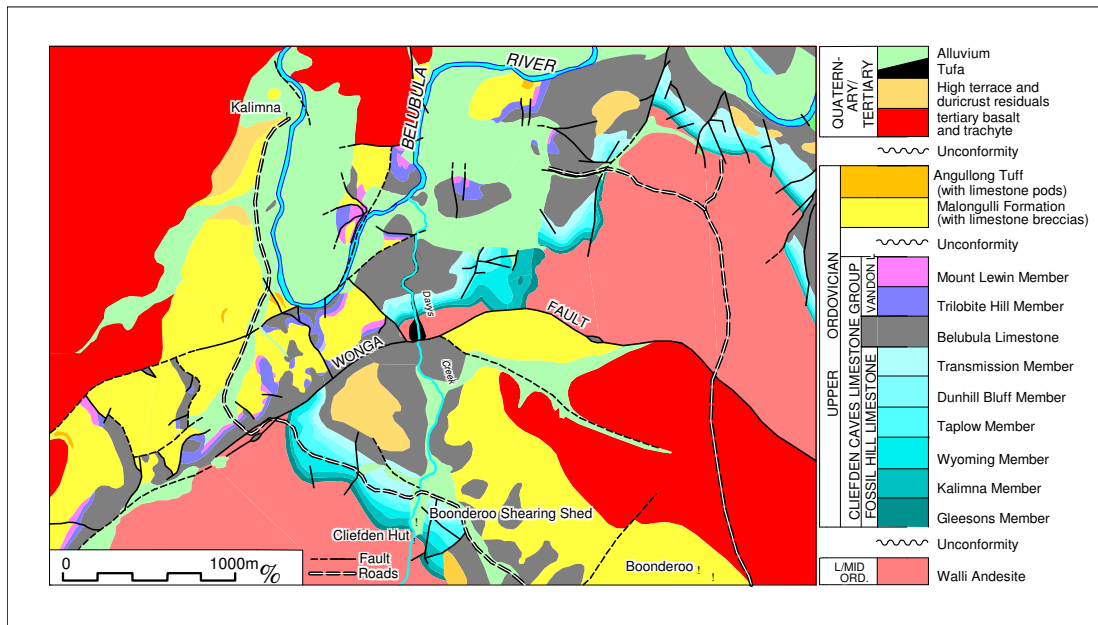 RIVER
BELUBULA
Kalimna
Davys
Creek
WONGA
FAULT
Boonderoo Shearing Shed
Cliefden Hut
!
Boonderoo ! !
0 1000m %
Fault
Roads
QUATERN-
ARY/
TERTIARY
Alluvium
Tufa
High terrace and
duricrust residuals
tertiary basalt
and trachyte
Unconformity
UPPER ORDOVICIAN
Angullong Tuff
(with limestone pods)
Malongulli Formation
(with limestone breccias)
Unconformity
CLIEFDEN CAVES LIMESTONE GROUP
VANDON L
Mount Lewin Member
Trilobite Hill Member
Belubula Limestone
FOSSIL HILL LIMESTONE
Transmission Member
Dunhill Bluff Member
Taplow Member
Wyoming Member
Kalimna Member
Gleesons Member
Unconformity
L/MID
ORD.
Walli Andesite